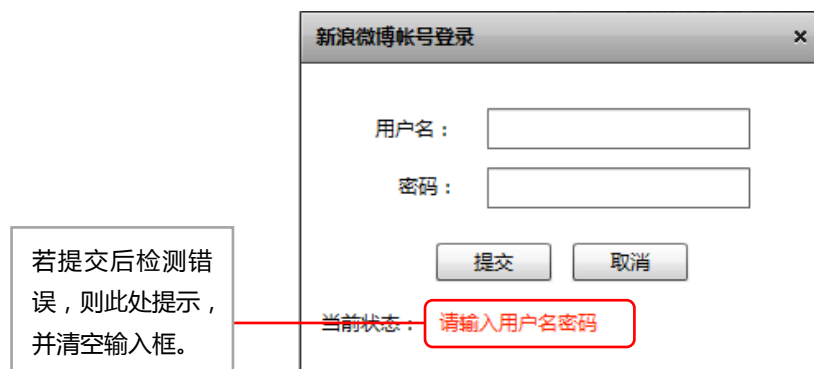 新浪微博帐号登录 ×
用户名：
密码：
提交 取消
若提交后检测错
误，则此处提示，
并清空输入框。
当前状态： 请输入用户名密码